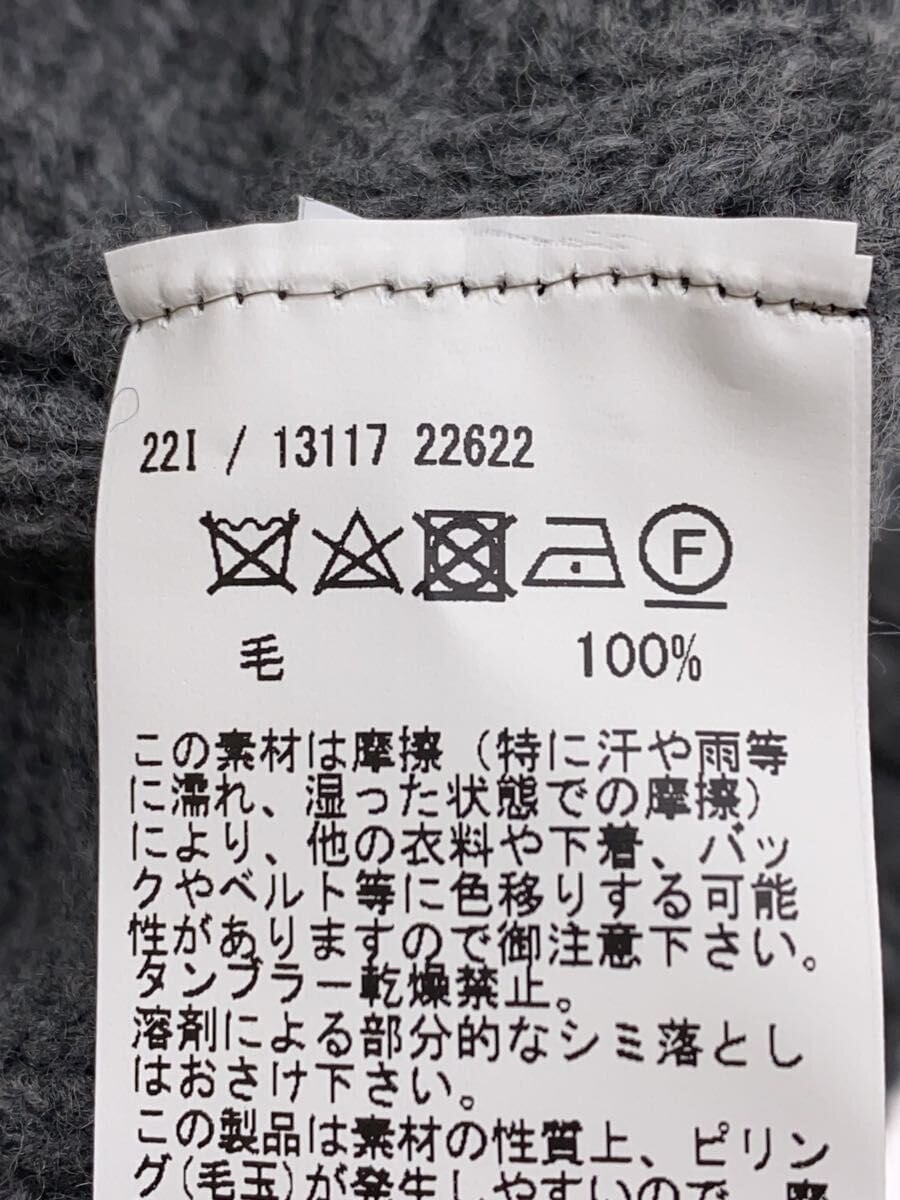 22I / 13117 22622
F
毛 100%
この素材は摩擦（特に汗や雨等
に濡れ、湿った状態での摩擦）
により、他の衣料や下着、バッ
クやベルト等に色移りする可能
性がありますので御注意下さい。
タンブラー乾燥禁止。
溶剤による部分的なシミ落とし
はおさけ下さい。
この製品は素材の性質上、ピリン
グ(毛玉)が発生しやすいので、摩